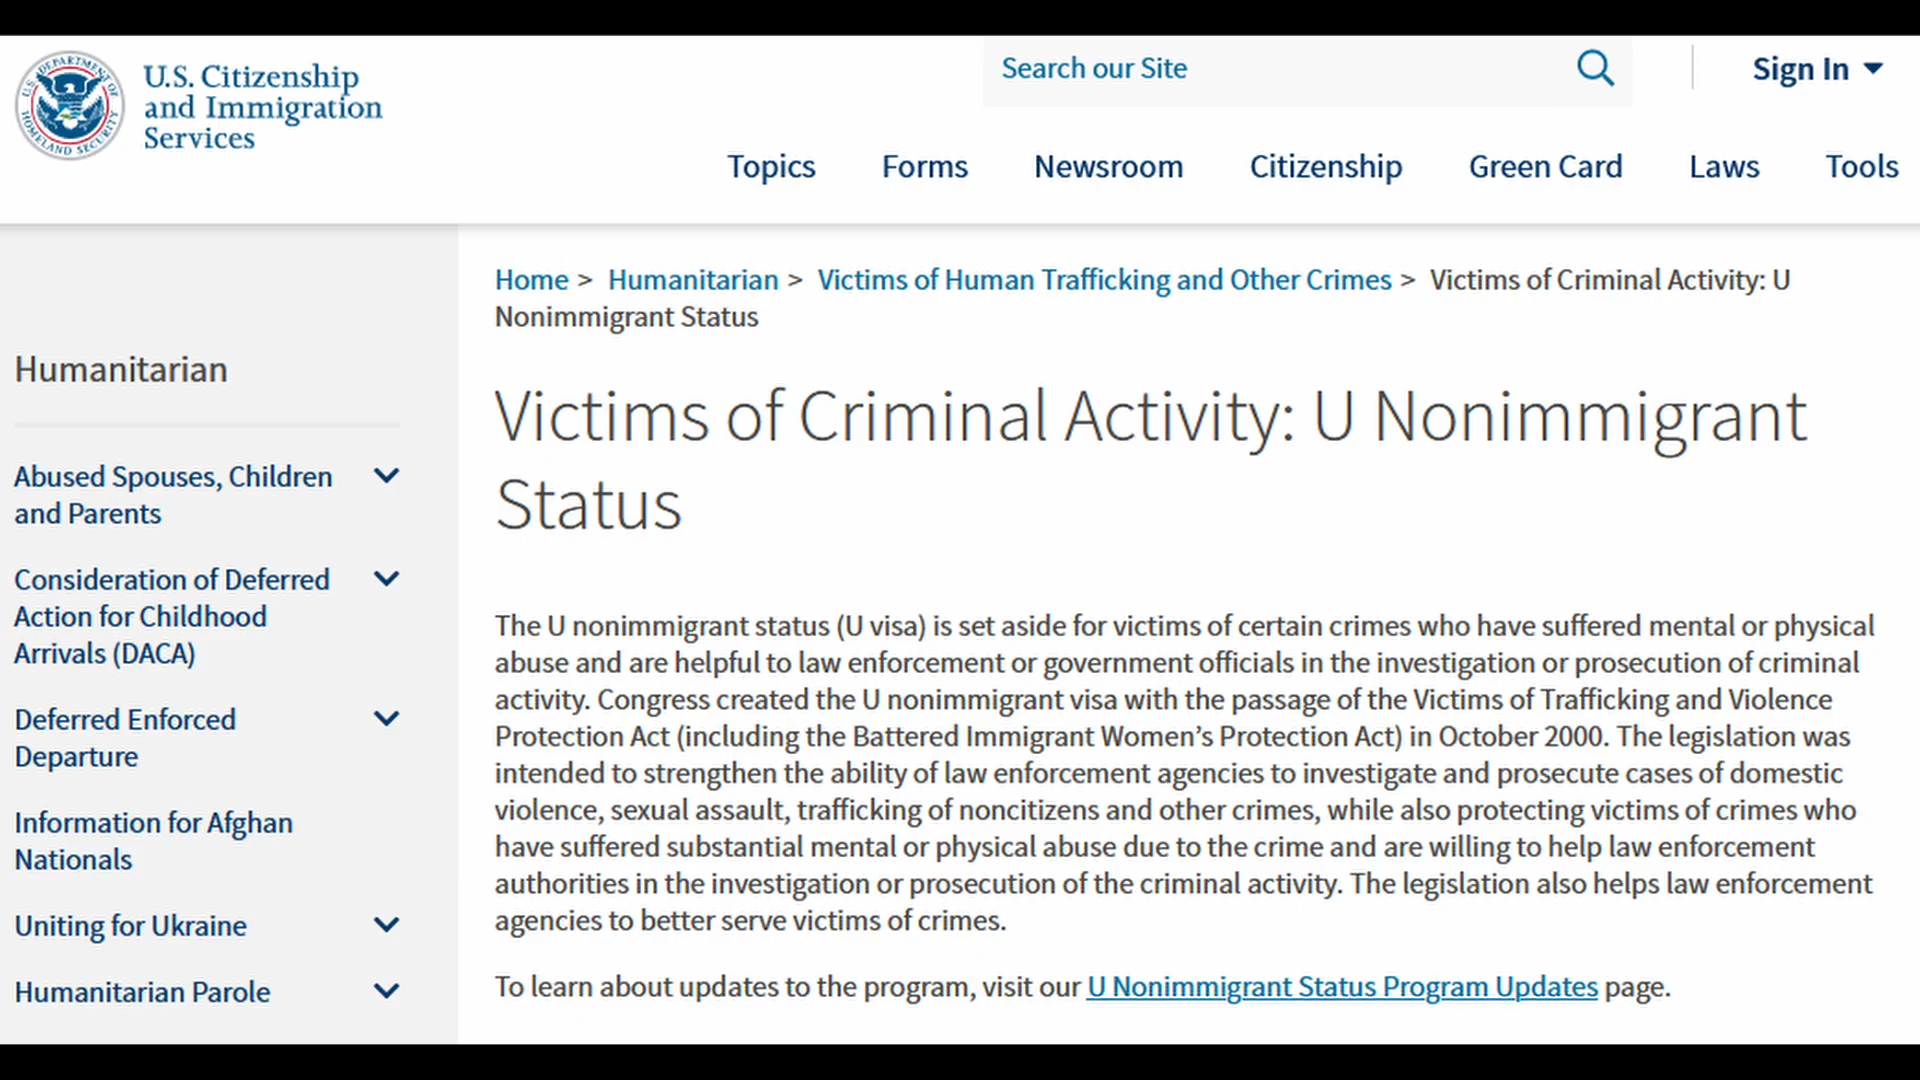 U.S. DEPARTMENT OF
HOMELAND SECURITY
U.S. Citizenship
and Immigration
Services
Search our Site
Sign In
Topics
Forms
Newsroom
Citizenship
Green Card
Laws
Tools
Home > Humanitarian > Victims of Human Trafficking and Other Crimes > Victims of Criminal Activity: U
Nonimmigrant Status
Humanitarian
Abused Spouses, Children
and Parents
Consideration of Deferred
Action for Childhood
Arrivals (DACA)
Deferred Enforced
Departure
Information for Afghan
Nationals
Uniting for Ukraine
Humanitarian Parole
Victims of Criminal Activity: U Nonimmigrant
Status
The U nonimmigrant status (U visa) is set aside for victims of certain crimes who have suffered mental or physical
abuse and are helpful to law enforcement or government officials in the investigation or prosecution of criminal
activity. Congress created the U nonimmigrant visa with the passage of the Victims of Trafficking and Violence
Protection Act (including the Battered Immigrant Women’s Protection Act) in October 2000. The legislation was
intended to strengthen the ability of law enforcement agencies to investigate and prosecute cases of domestic
violence, sexual assault, trafficking of noncitizens and other crimes, while also protecting victims of crimes who
have suffered substantial mental or physical abuse due to the crime and are willing to help law enforcement
authorities in the investigation or prosecution of the criminal activity. The legislation also helps law enforcement
agencies to better serve victims of crimes.
To learn about updates to the program, visit our U Nonimmigrant Status Program Updates page.